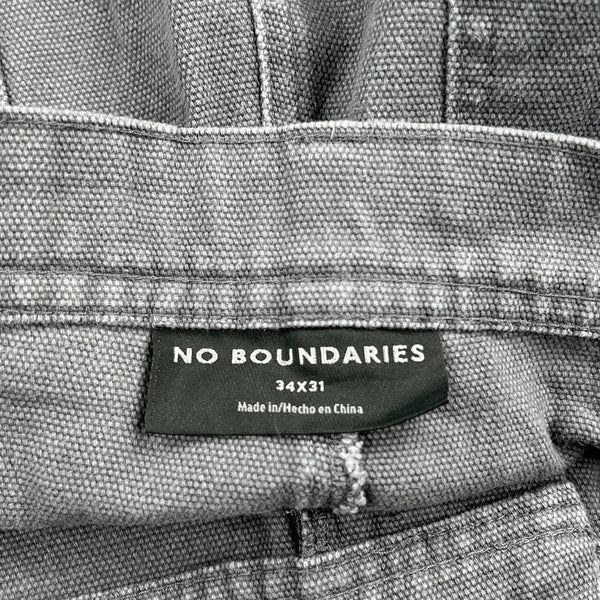 NO BOUNDARIES
34X31
Made in/Hecho en China